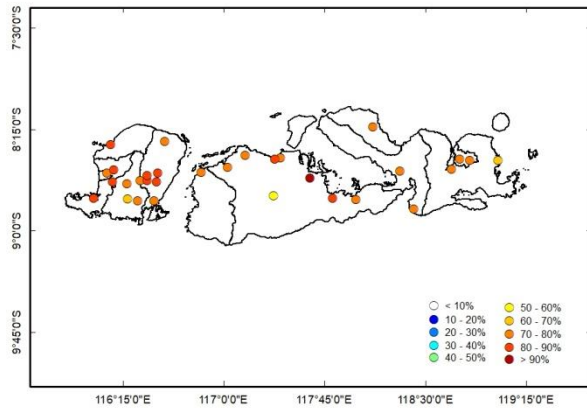 7°30'0"S
8°15'0"S
9°0'0"S
9°45'0"S
< 10%
10 - 20%
20 - 30%
30 - 40%
40 - 50%
50 - 60%
60 - 70%
70 - 80%
80 - 90%
> 90%
116°15'0"E
117°0'0"E
117°45'0"E
118°30'0"E
119°15'0"E